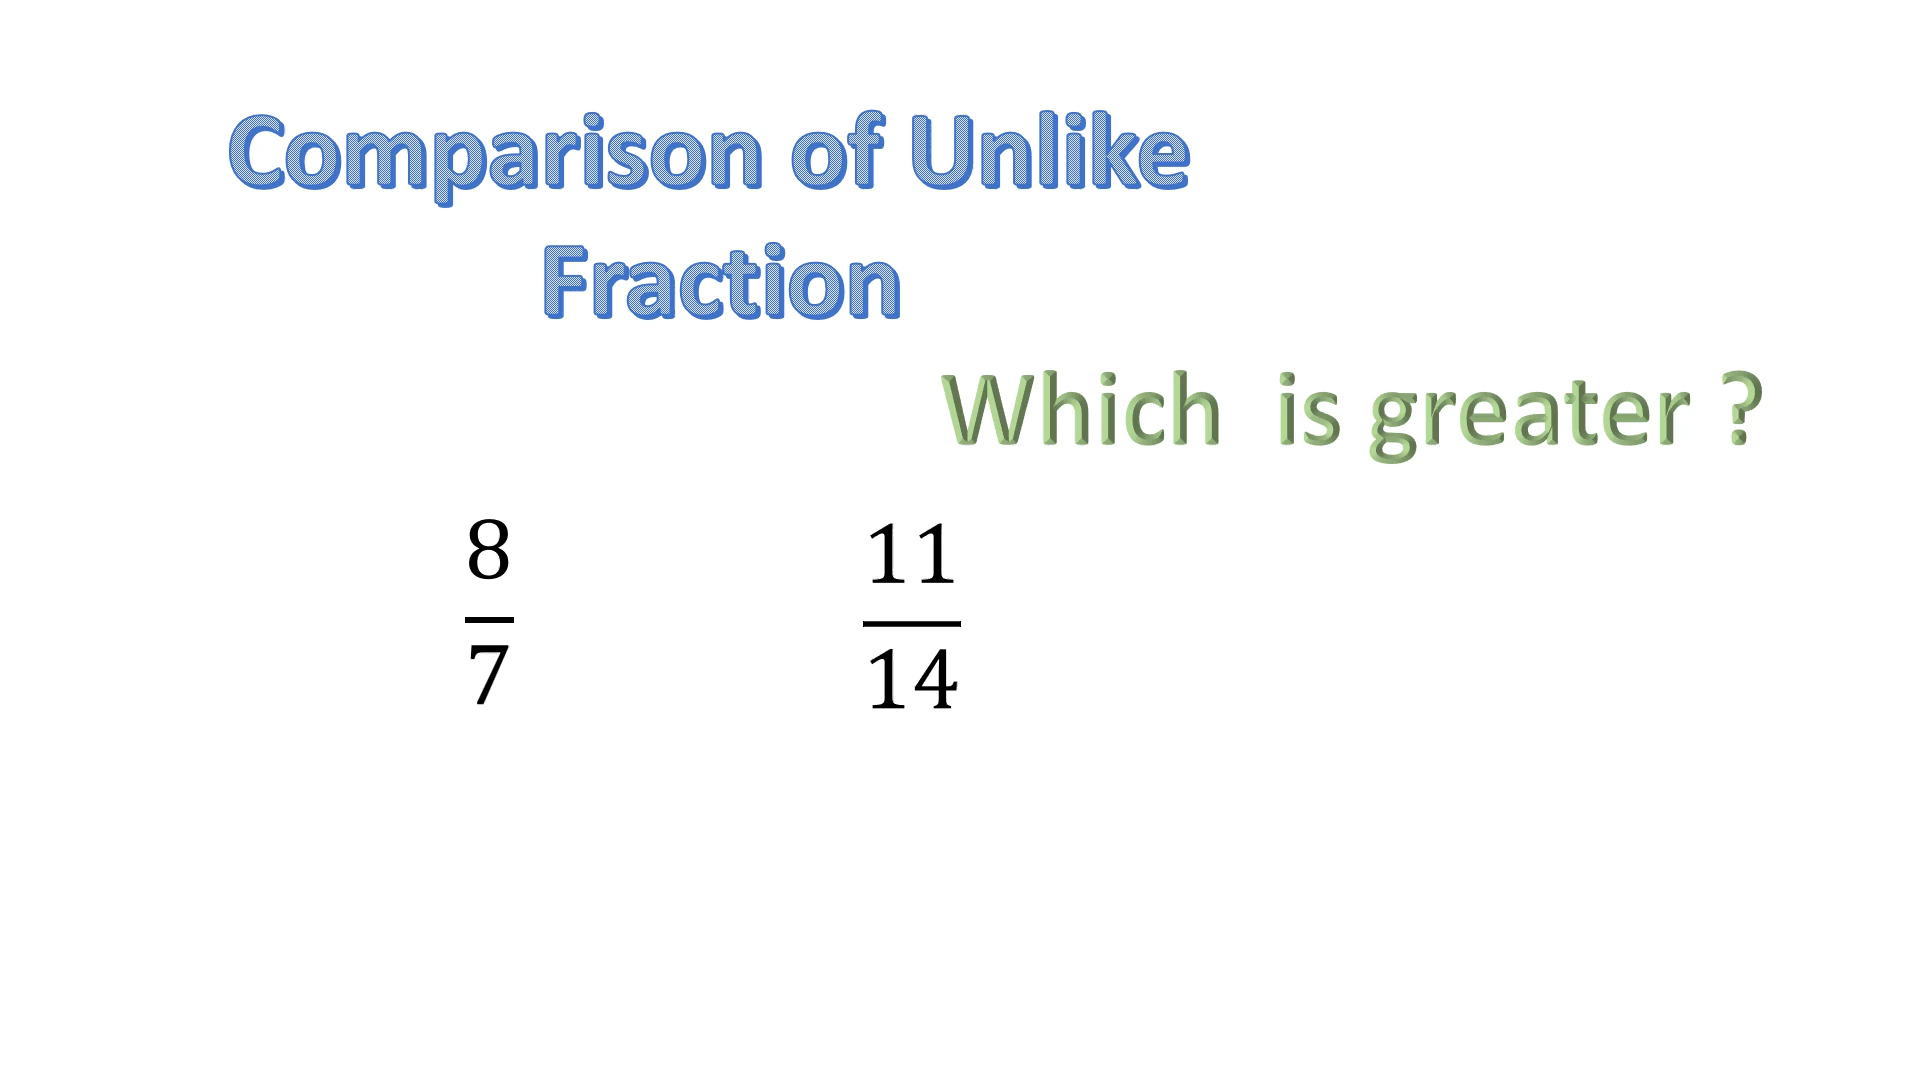 Comparison of Unlike
Fraction
Which is greater ?
8 11
7 14